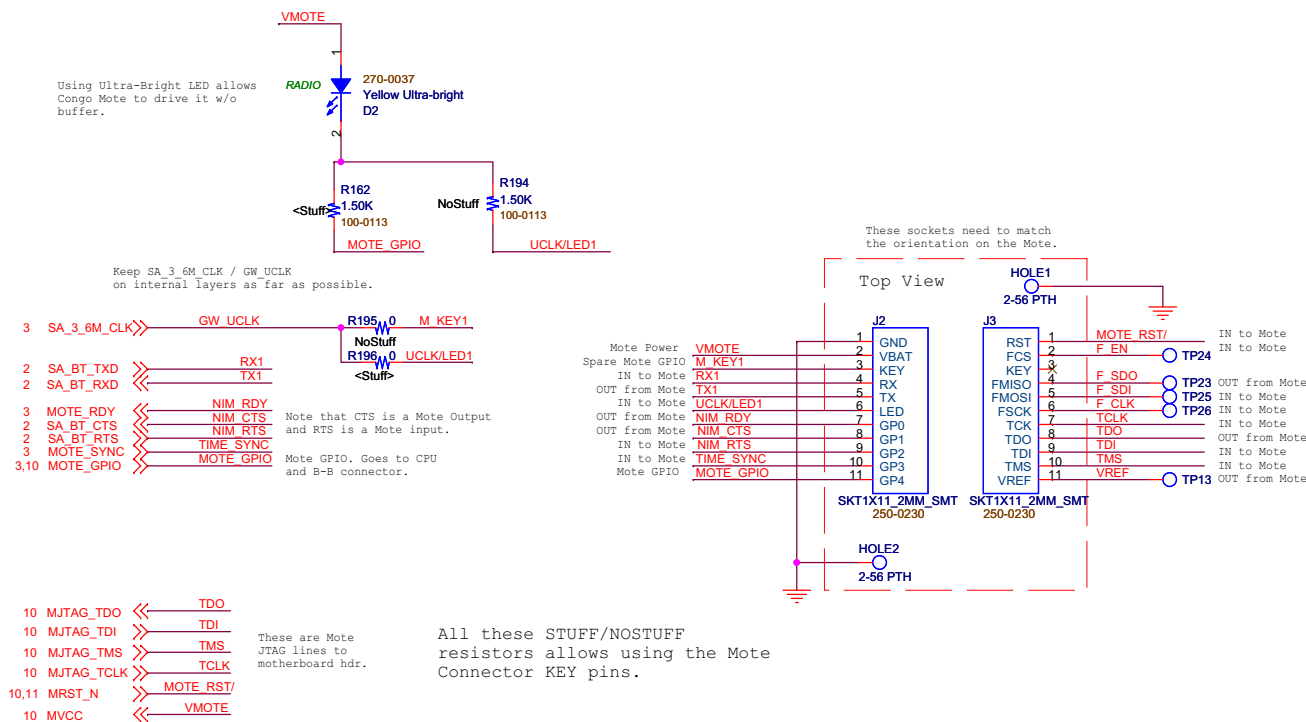 VMOTE
1
Using Ultra-Bright LED allows
Congo Mote to drive it w/o
buffer.
RADIO
270-0037
Yellow Ultra-bright
D2
2
R162
<Stuff>
1.50K
100-0113
R194
NoStuff
1.50K
100-0113
MOTE_GPIO
UCLK/LED1
Keep SA_3_6M_CLK / GW_UCLK
on internal layers as far as possible.
3 SA_3_6M_CLK GW_UCLK
R195 0 M_KEY1
NoStuff
R196 0 UCLK/LED1
<Stuff>
2 SA_BT_TXD RX1
2 SA_BT_RXD TX1
3 MOTE_RDY NIM_RDY
2 SA_BT_CTS NIM_CTS
2 SA_BT_RTS NIM_RTS
3 MOTE_SYNC TIME_SYNC
3,10 MOTE_GPIO MOTE_GPIO
Note that CTS is a Mote Output
and RTS is a Mote input.
Mote GPIO. Goes to CPU
and B-B connector.
These sockets need to match
the orientation on the Mote.
Top View
HOLE1
2-56 PTH
J2
1 GND
Mote Power VMOTE 2 VBAT
Spare Mote GPIO M_KEY1 3 KEY
IN to Mote RX1 4 RX
OUT from Mote TX1 5 TX
IN to Mote UCLK/LED1 6 LED
OUT from Mote NIM_RDY 7 GP0
OUT from Mote NIM_CTS 8 GP1
IN to Mote NIM_RTS 9 GP2
IN to Mote TIME_SYNC 10 GP3
Mote GPIO MOTE_GPIO 11 GP4
SKT1X11_2MM_SMT
250-0230
J3
RST 1 MOTE_RST/ IN to Mote
FCS 2 F_EN TP24 IN to Mote
KEY 3
FMISO 4 F_SDO TP23 OUT from Mote
FMOSI 5 F_SDI TP25 IN to Mote
FSCK 6 F_CLK TP26 IN to Mote
TCK 7 TCLK IN to Mote
TDO 8 TDO OUT from Mote
TDI 9 TDI IN to Mote
TMS 10 TMS IN to Mote
VREF 11 VREF TP13 OUT from Mote
SKT1X11_2MM_SMT
250-0230
HOLE2
2-56 PTH
10 MJTAG_TDO TDO
10 MJTAG_TDI TDI
10 MJTAG_TMS TMS
10 MJTAG_TCLK TCLK
10,11 MRST_N MOTE_RST/
10 MVCC VMOTE
These are Mote
JTAG lines to
motherboard hdr.
All these STUFF/NOSTUFF
resistors allows using the Mote
Connector KEY pins.